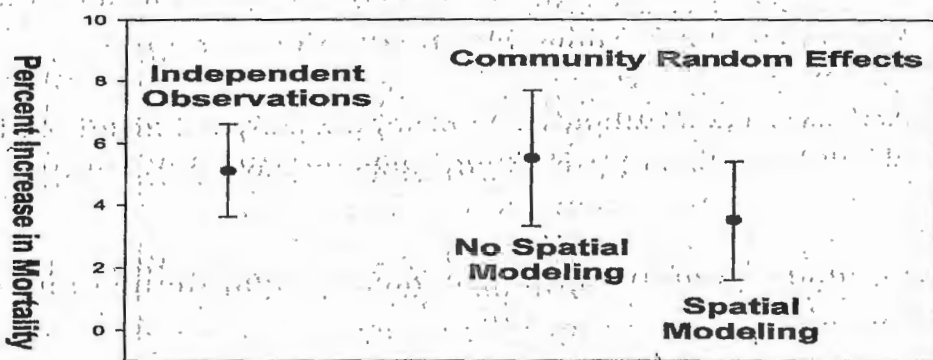 10
8
6
4
2
0
Percent Increase in Mortality
Independent
Observations
Community Random Effects
No Spatial
Modeling
Spatial
Modeling